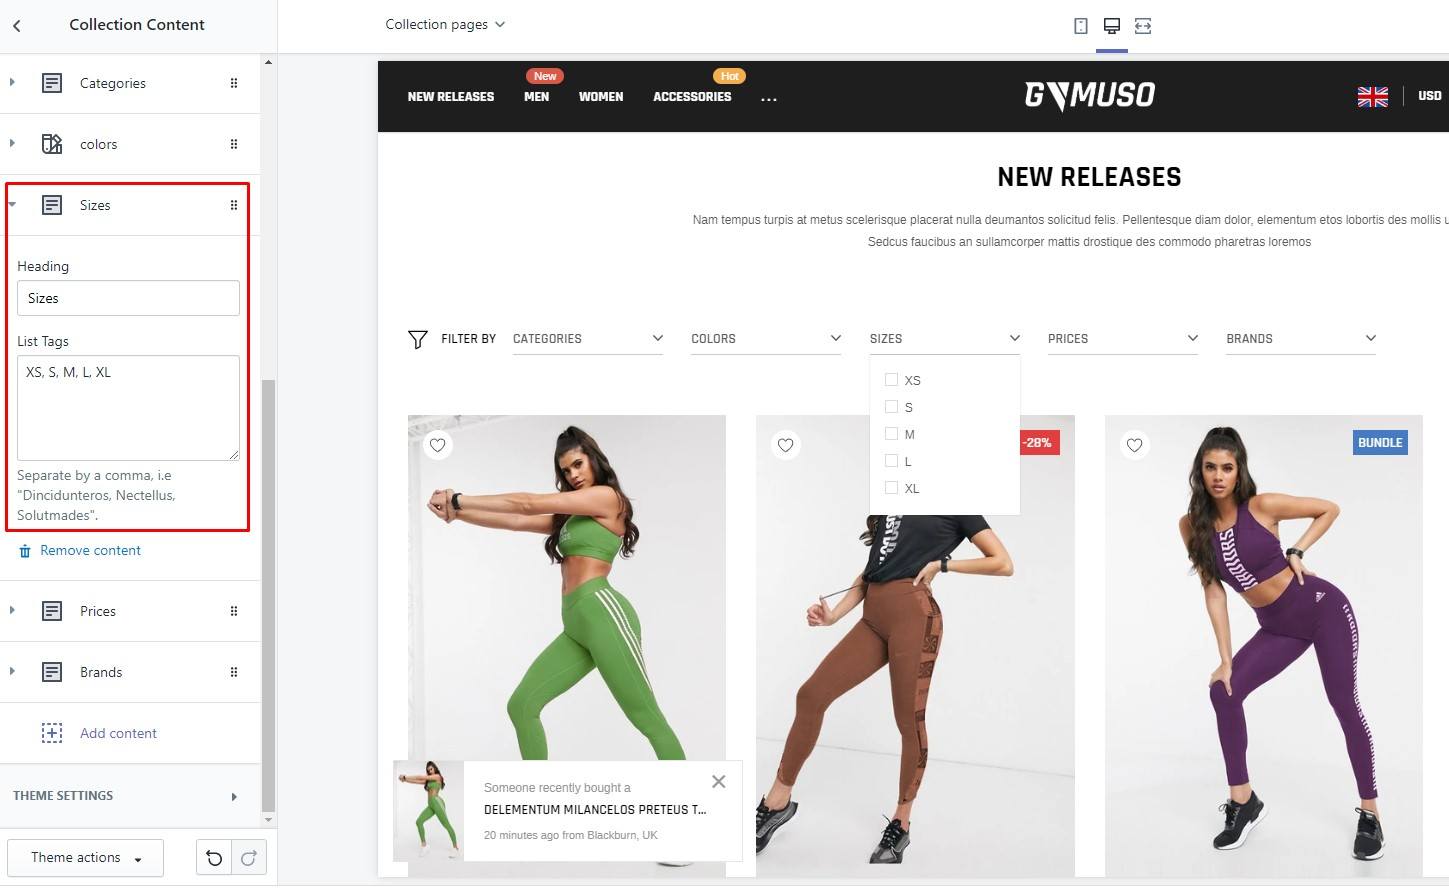 Collection Content
Collection pages
Categories
colors
Sizes
Heading
Sizes
List Tags
XS, S, M, L, XL
Separate by a comma, i.e
"Dincidunteros, Nectellus,
Solutmades".
Remove content
Prices
Brands
Add content
THEME SETTINGS
Theme actions
New
Hot
NEW RELEASES MEN WOMEN ACCESSORIES ...
GYMUSO
USD
NEW RELEASES
Nam tempus turpis at metus scelerisque placerat nulla deumantos solicitud felis. Pellentesque diam dolor, elementum etos lobortis des mollis u
Sedcus faucibus an sullamcorper mattis drostique des commodo pharetras loremos
FILTER BY CATEGORIES COLORS SIZES PRICES BRANDS
XS
S
M
L
XL
-28%
BUNDLE
Someone recently bought a
DELEMENTUM MILANCELOS PRETEUS T...
20 minutes ago from Blackburn, UK